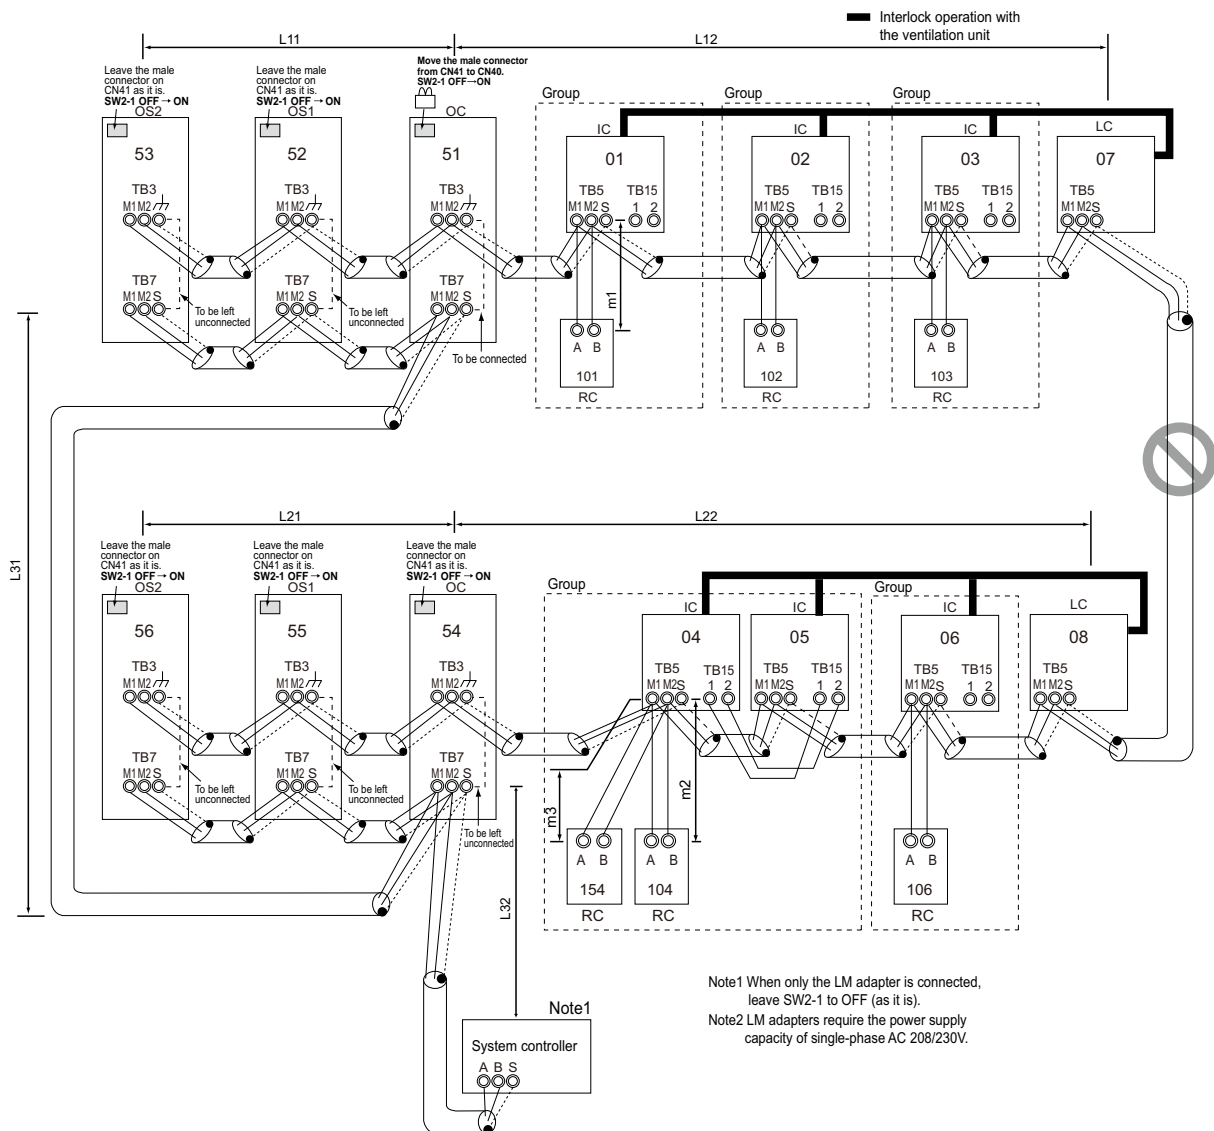 Interlock operation with
the ventilation unit
L11
L12
Leave the male
connector on
CN41 as it is.
SW2-1 OFF → ON
OS2
Leave the male
connector on
CN41 as it is.
SW2-1 OFF → ON
OS1
Move the male connector
from CN41 to CN40.
SW2-1 OFF→ON
OC
Group
Group
Group
IC
IC
IC
LC
53
52
51
01
02
03
07
TB3
TB3
TB3
TB5 TB15
TB5 TB15
TB5 TB15
TB5
M1 M2
M1 M2
M1 M2
M1 M2 S 1 2
M1 M2 S 1 2
M1 M2 S 1 2
M1 M2 S
TB7
TB7
TB7
M1 M2 S
M1 M2 S
M1 M2 S
To be left
unconnected
To be left
unconnected
To be connected
m1
A B
101
RC
A B
102
RC
A B
103
RC
L31
L21
L22
Leave the male
connector on
CN41 as it is.
SW2-1 OFF → ON
OS2
Leave the male
connector on
CN41 as it is.
SW2-1 OFF → ON
OS1
Leave the male
connector on
CN41 as it is.
SW2-1 OFF → ON
OC
Group
Group
IC
IC
IC
LC
56
55
54
04
05
06
08
TB3
TB3
TB3
TB5 TB15
TB5 TB15
TB5 TB15
TB5
M1 M2
M1 M2
M1 M2
M1 M2 S 1 2
M1 M2 S 1 2
M1 M2 S 1 2
M1 M2 S
TB7
TB7
TB7
M1 M2 S
M1 M2 S
M1 M2 S
To be left
unconnected
To be left
unconnected
To be left
unconnected
m3
m2
A B
154
RC
A B
104
RC
A B
106
RC
L32
Note1
System controller
A B S
Note1 When only the LM adapter is connected,
leave SW2-1 to OFF (as it is).
Note2 LM adapters require the power supply
capacity of single-phase AC 208/230V.